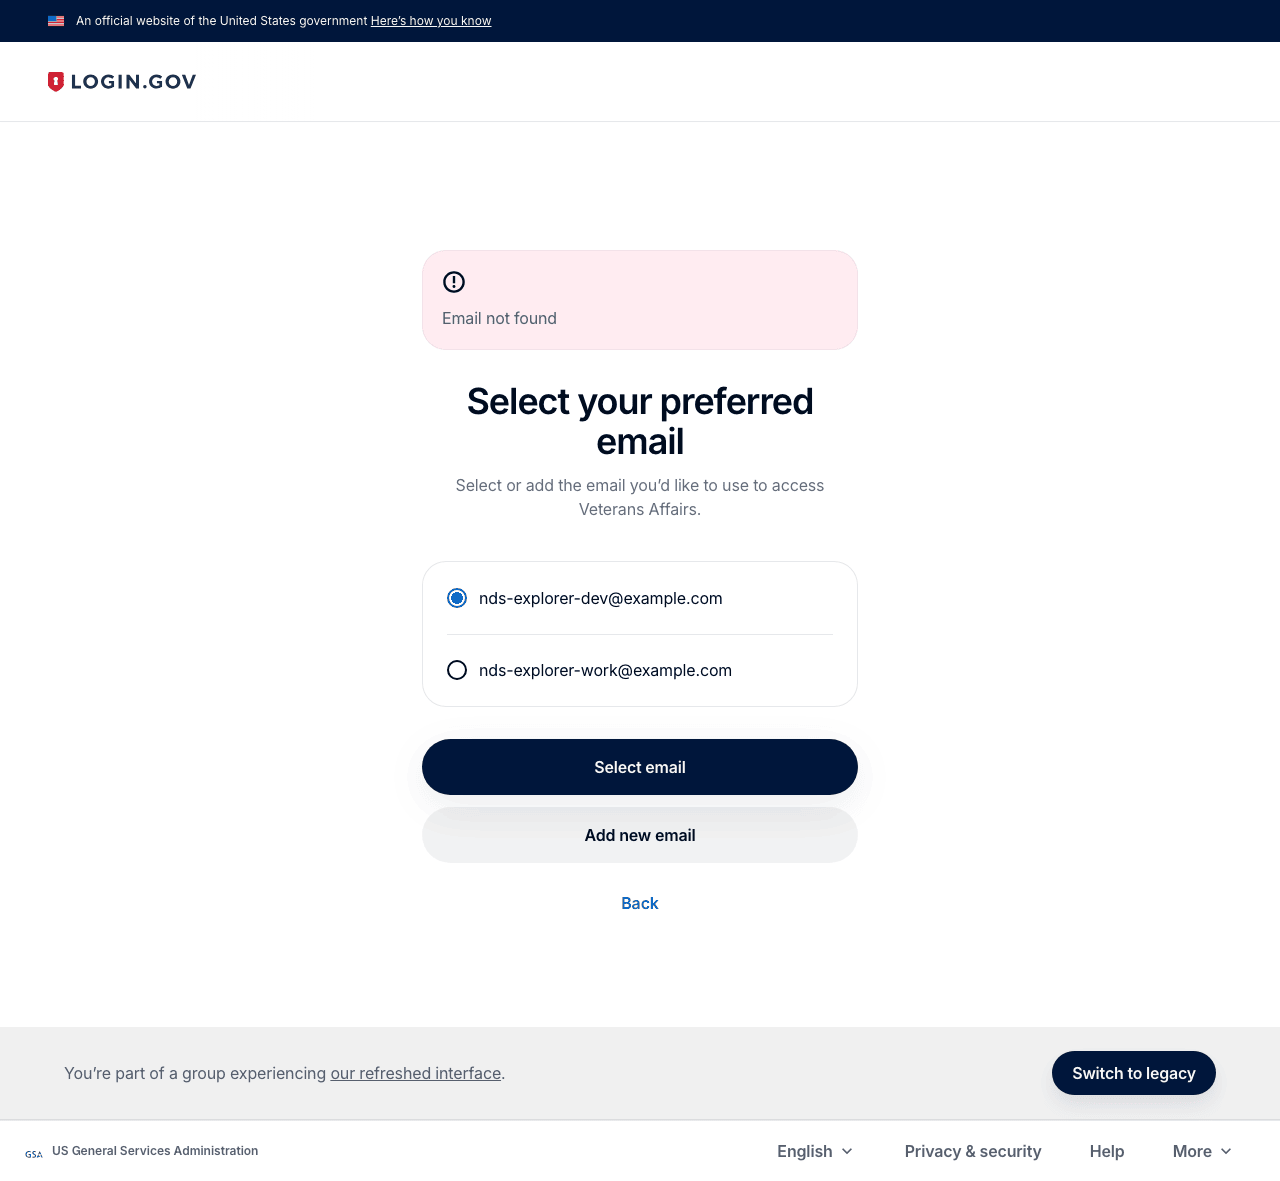 An official website of the United States government Here’s how you know
LOGIN.GOV
Email not found
Select your preferred
email
Select or add the email you’d like to use to access
Veterans Affairs.
nds-explorer-dev@example.com
nds-explorer-work@example.com
Select email
Add new email
Back
You’re part of a group experiencing our refreshed interface.
Switch to legacy
GSA US General Services Administration
English
Privacy & security
Help
More